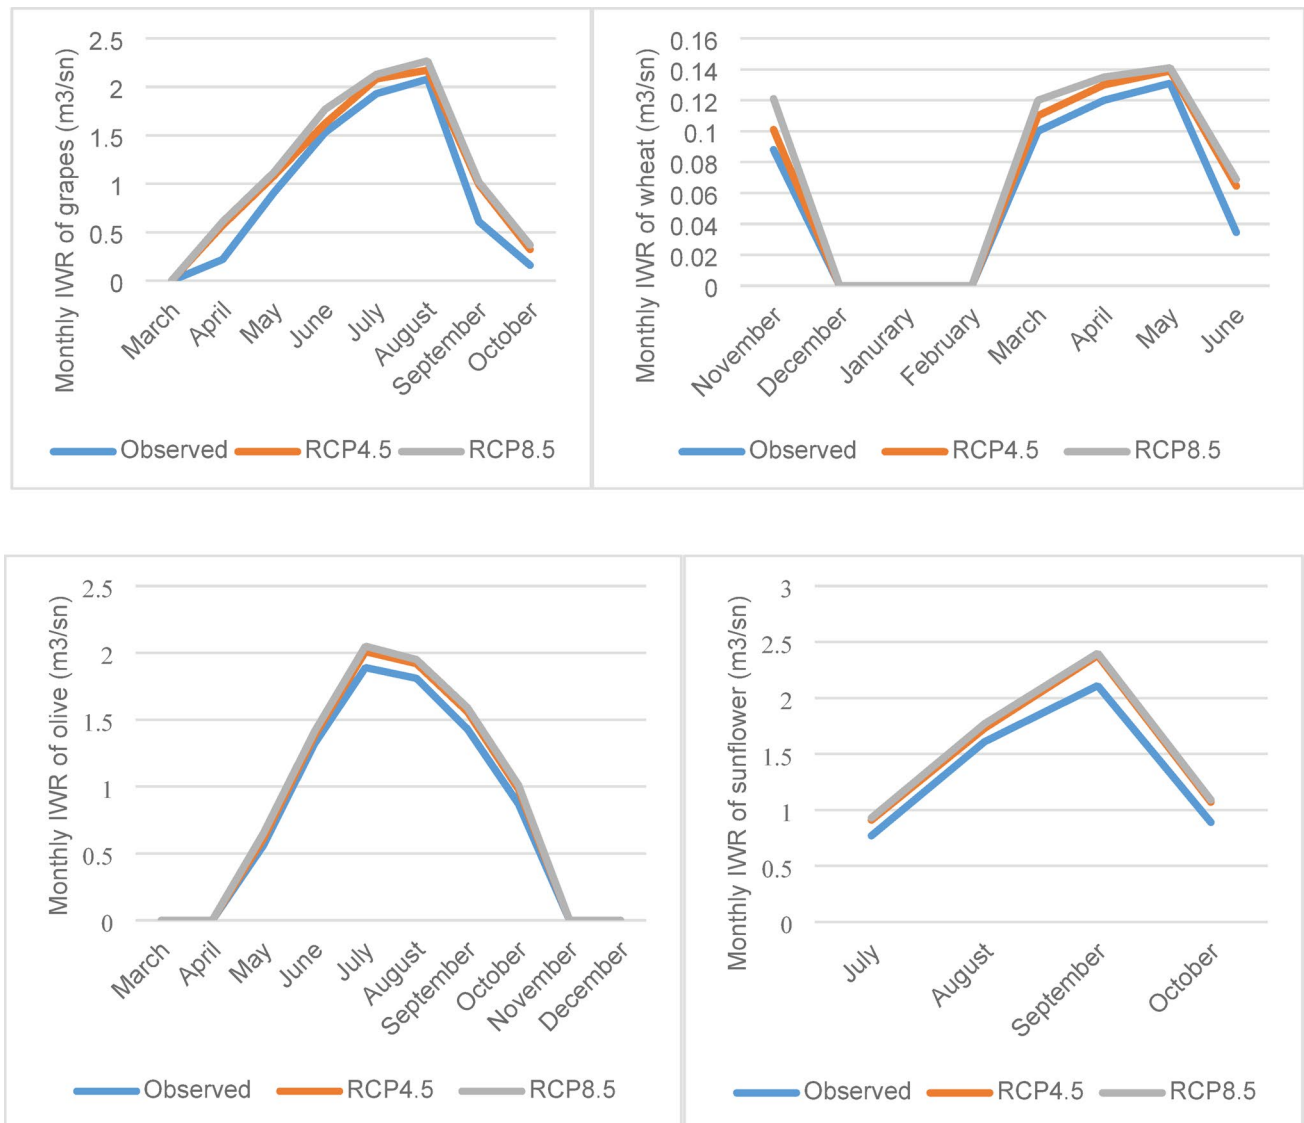 Monthly IWR of grapes (m3/sn)
2.5
2
1.5
1
0.5
0
March
April
May
June
July
August
September
October
Observed RCP4.5 RCP8.5
Monthly IWR of wheat (m3/sn)
0.16
0.14
0.12
0.1
0.08
0.06
0.04
0.02
0
November
December
Janurary
February
March
April
May
June
Observed RCP4.5 RCP8.5
Monthly IWR of olive (m3/sn)
2.5
2
1.5
1
0.5
0
March
April
May
June
July
August
September
October
November
December
Observed RCP4.5 RCP8.5
Monthly IWR of sunflower (m3/sn)
3
2.5
2
1.5
1
0.5
0
July
August
September
October
Observed RCP4.5 RCP8.5